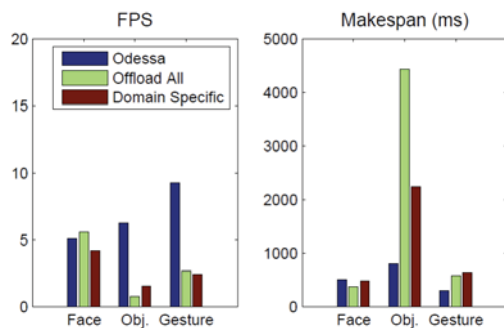 FPS
20
15
10
5
0
Odessa
Offload All
Domain Specific
Face Obj. Gesture
Makespan (ms)
5000
4000
3000
2000
1000
0
Face Obj. Gesture